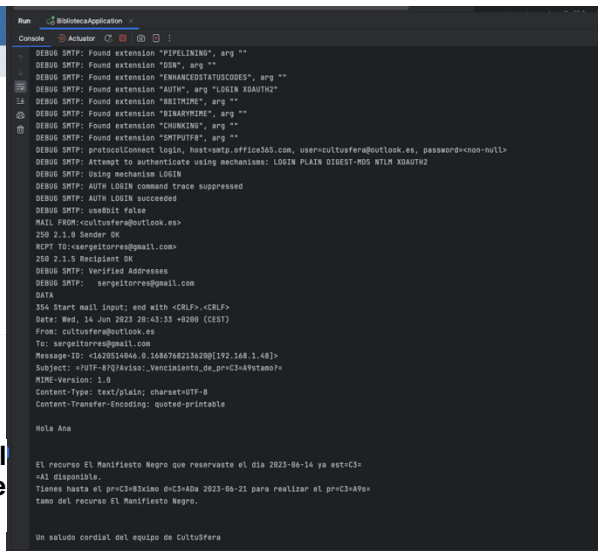 Run BibliotecaApplication ×
Console Actuator
DEBUG SMTP: Found extension "PIPELINING", arg ""
DEBUG SMTP: Found extension "DSN", arg ""
DEBUG SMTP: Found extension "ENHANCEDSTATUSCODES", arg ""
DEBUG SMTP: Found extension "AUTH", arg "LOGIN XOAUTH2"
DEBUG SMTP: Found extension "8BITMIME", arg ""
DEBUG SMTP: Found extension "BINARYMIME", arg ""
DEBUG SMTP: Found extension "CHUNKING", arg ""
DEBUG SMTP: Found extension "SMTPUTF8", arg ""
DEBUG SMTP: protocolConnect login, host=smtp.office365.com, user=cultusfera@outlook.es, password=<non-null>
DEBUG SMTP: Attempt to authenticate using mechanisms: LOGIN PLAIN DIGEST-MD5 NTLM XOAUTH2
DEBUG SMTP: Using mechanism LOGIN
DEBUG SMTP: AUTH LOGIN command trace suppressed
DEBUG SMTP: AUTH LOGIN succeeded
DEBUG SMTP: use8bit false
MAIL FROM:<cultusfera@outlook.es>
250 2.1.0 Sender OK
RCPT TO:<sergeitorres@gmail.com>
250 2.1.5 Recipient OK
DEBUG SMTP: Verified Addresses
DEBUG SMTP:   sergeitorres@gmail.com
DATA
354 Start mail input; end with <CRLF>.<CRLF>
Date: Wed, 14 Jun 2023 20:43:33 +0200 (CEST)
From: cultusfera@outlook.es
To: sergeitorres@gmail.com
Message-ID: <1620514046.0.1686768213620@[192.168.1.48]>
Subject: =?UTF-8?Q?Aviso:_Vencimiento_de_pr=C3=A9stamo?=
MIME-Version: 1.0
Content-Type: text/plain; charset=UTF-8
Content-Transfer-Encoding: quoted-printable
Hola Ana
El recurso El Manifiesto Negro que reservaste el dia 2023-06-14 ya est=C3=
=A1 disponible.
Tienes hasta el pr=C3=B3ximo d=C3=ADa 2023-06-21 para realizar el pr=C3=A9s=
tamo del recurso El Manifiesto Negro.
Un saludo cordial del equipo de CultuSfera